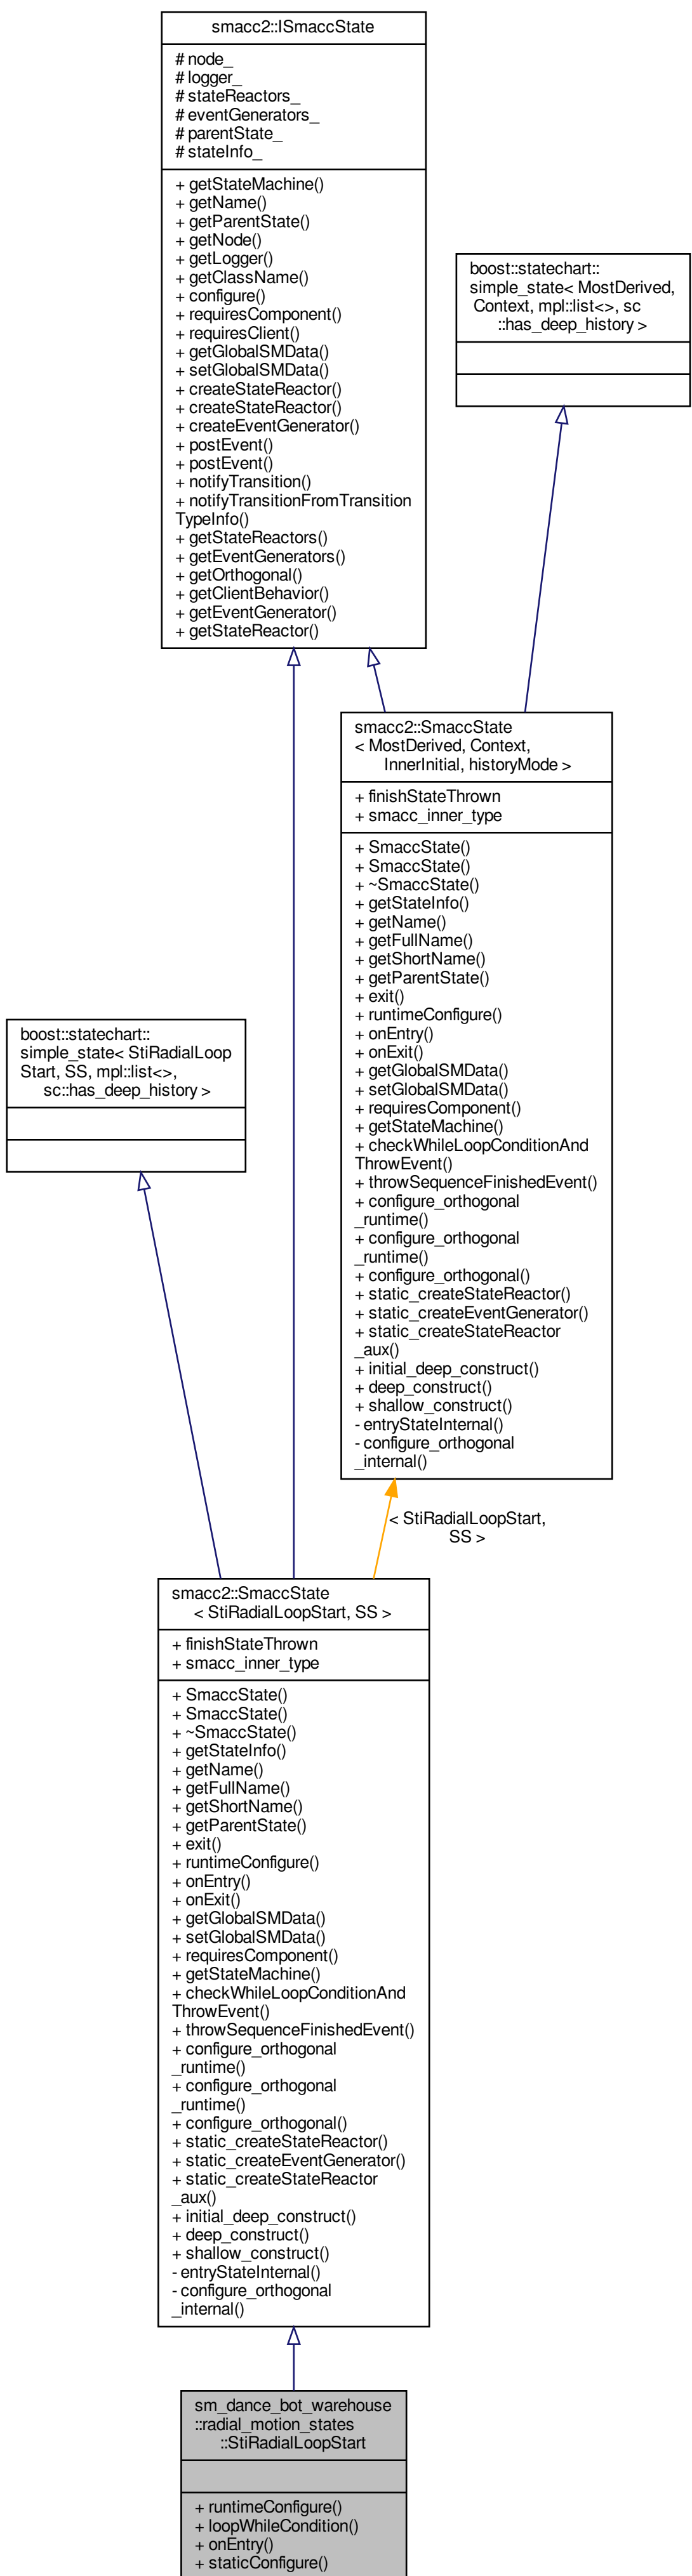 smacc2::ISmaccState
# node_
# logger_
# stateReactors_
# eventGenerators_
# parentState_
# stateInfo_
+ getStateMachine()
+ getName()
+ getParentState()
+ getNode()
+ getLogger()
+ getClassName()
+ configure()
+ requiresComponent()
+ requiresClient()
+ getGlobalSMData()
+ setGlobalSMData()
+ createStateReactor()
+ createStateReactor()
+ createEventGenerator()
+ postEvent()
+ postEvent()
+ notifyTransition()
+ notifyTransitionFromTransition
TypeInfo()
+ getStateReactors()
+ getEventGenerators()
+ getOrthogonal()
+ getClientBehavior()
+ getEventGenerator()
+ getStateReactor()
boost::statechart::
simple_state< MostDerived,
Context, mpl::list<>, sc
::has_deep_history >
smacc2::SmaccState
< MostDerived, Context,
InnerInitial, historyMode >
+ finishStateThrown
+ smacc_inner_type
+ SmaccState()
+ SmaccState()
+ ~SmaccState()
+ getStateInfo()
+ getName()
+ getFullName()
+ getShortName()
+ getParentState()
+ exit()
+ runtimeConfigure()
+ onEntry()
+ onExit()
+ getGlobalSMData()
+ setGlobalSMData()
+ requiresComponent()
+ getStateMachine()
+ checkWhileLoopConditionAnd
ThrowEvent()
+ throwSequenceFinishedEvent()
+ configure_orthogonal
_runtime()
+ configure_orthogonal
_runtime()
+ configure_orthogonal()
+ static_createStateReactor()
+ static_createEventGenerator()
+ static_createStateReactor
_aux()
+ initial_deep_construct()
+ deep_construct()
+ shallow_construct()
- entryStateInternal()
- configure_orthogonal
_internal()
boost::statechart::
simple_state< StiRadialLoop
Start, SS, mpl::list<>,
sc::has_deep_history >
< StiRadialLoopStart,
SS >
smacc2::SmaccState
< StiRadialLoopStart, SS >
+ finishStateThrown
+ smacc_inner_type
+ SmaccState()
+ SmaccState()
+ ~SmaccState()
+ getStateInfo()
+ getName()
+ getFullName()
+ getShortName()
+ getParentState()
+ exit()
+ runtimeConfigure()
+ onEntry()
+ onExit()
+ getGlobalSMData()
+ setGlobalSMData()
+ requiresComponent()
+ getStateMachine()
+ checkWhileLoopConditionAnd
ThrowEvent()
+ throwSequenceFinishedEvent()
+ configure_orthogonal
_runtime()
+ configure_orthogonal
_runtime()
+ configure_orthogonal()
+ static_createStateReactor()
+ static_createEventGenerator()
+ static_createStateReactor
_aux()
+ initial_deep_construct()
+ deep_construct()
+ shallow_construct()
- entryStateInternal()
- configure_orthogonal
_internal()
sm_dance_bot_warehouse
::radial_motion_states
::StiRadialLoopStart
+ runtimeConfigure()
+ loopWhileCondition()
+ onEntry()
+ staticConfigure()